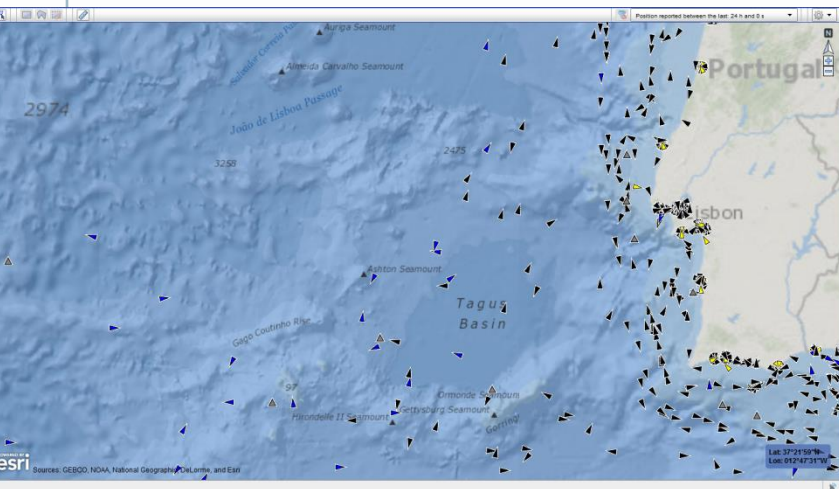 Position reported between the last: 24 h and 0 s
N
Auriga Seamount
Almeida Carvalho Seamount
Portugal
2974
João de Lisboa Passage
3258
2475
isbon
Ashton Seamount
Tagus
Basin
Gago Coutinho Rise
97
Ormonde Seamount
Hirondelle II Seamount
Gettysburg Seamount
Gorringe
esri
Sources: GEBCO, NOAA, National Geographic, DeLorme, and Esri
Lat: 37°21'59"N
Lon: 012°47'31"W